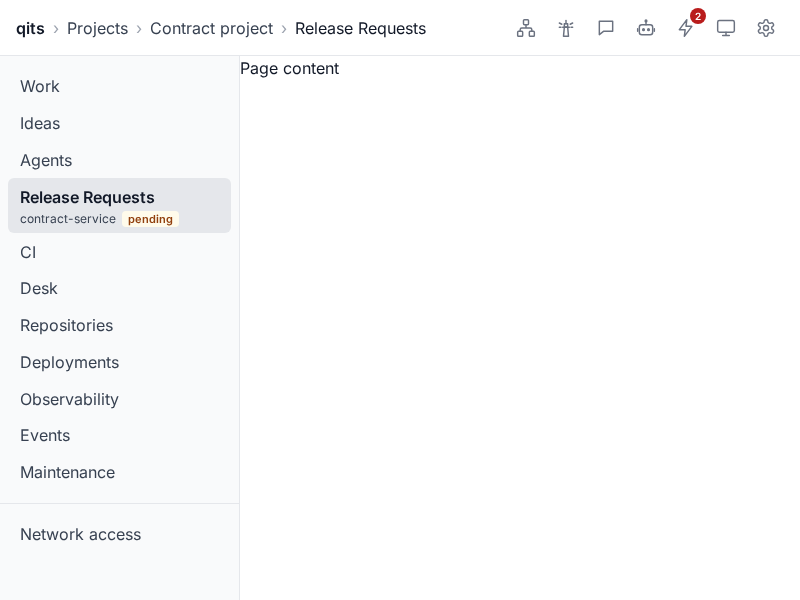 qits › Projects › Contract project › Release Requests
2
Work
Ideas
Agents
Release Requests
contract-service pending
CI
Desk
Repositories
Deployments
Observability
Events
Maintenance
Network access
Page content